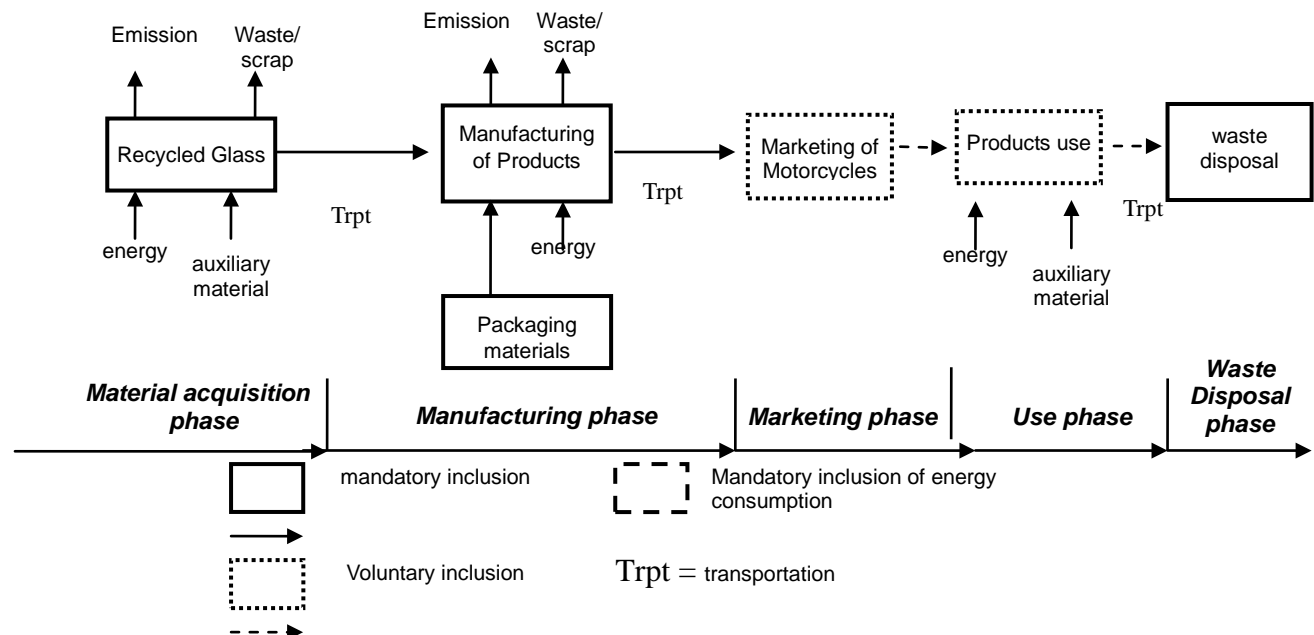 Emission
Waste/
scrap
Emission
Waste/
scrap
Recycled Glass
Manufacturing
of Products
Marketing of
Motorcycles
Products use
waste
disposal
Trpt
Trpt
Trpt
energy
auxiliary
material
energy
energy
auxiliary
material
Packaging
materials
Material acquisition
phase
Manufacturing phase
Marketing phase
Use phase
Waste
Disposal
phase
mandatory inclusion
Mandatory inclusion of energy
consumption
Voluntary inclusion
Trpt = transportation